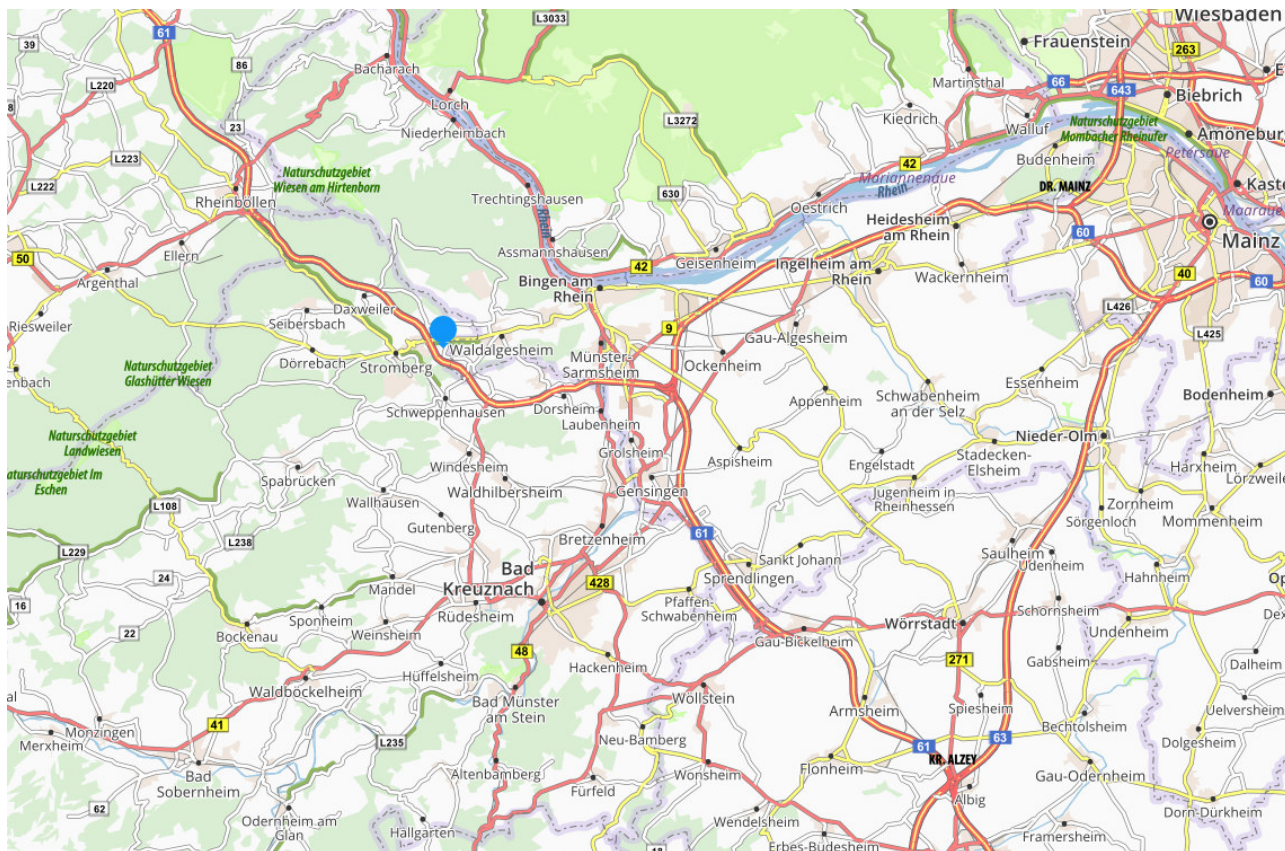 Wiesbaden
L3033
61
39
Frauenstein
263
86
Bacharach
Martinsthal
66
L220
643
Biebrich
Lorch
L3272
Kiedrich
Walluf
Naturschutzgebiet
Mombacher Rheinufer
Amöneburg
23
Niederheimbach
Budenheim
Petersaue
L223
42
Naturschutzgebiet
Wiesen am Hirtenborn
Mariannenaue
Rhein
DR. MAINZ
L222
630
Rheinböllen
Trechtingshausen
Oestrich
Maaraue
Rhein
Heidesheim
am Rhein
60
Mainz
Assmannshausen
Ellern
50
42
Geisenheim
Ingelheim am
Rhein
Wackernheim
40
60
Argenthal
Bingen am
Rhein
L426
Daxweiler
Riesweiler
Seibersbach
9
Gau-Algesheim
L425
Waldalgesheim
Münster-
Sarmsheim
Ockenheim
Dörrebach
Stromberg
Essenheim
Naturschutzgebiet
Glashütter Wiesen
Schwabenheim
an der Selz
Bodenheim
Schweppenhausen
Dorsheim
Appenheim
Laubenheim
Nieder-Olm
Naturschutzgebiet
Landwiesen
Grolsheim
Aspisheim
Engelstadt
Stadecken-
Elsheim
Harxheim
Windesheim
Lörzweiler
Spabrücken
Waldhilbersheim
Gensingen
Jugenheim in
Rheinhessen
Zornheim
Wallhausen
L108
Sörgenloch
Mommenheim
Gutenberg
Bretzenheim
61
L238
L229
Sankt Johann
Saulheim
Udenheim
Bad
Kreuznach
24
Mandel
428
Sprendlingen
Hahnheim
16
Rüdesheim
Pfaffen-
Schwabenheim
Schornsheim
Sponheim
22
Weinsheim
Wörrstadt
Undenheim
Bockenau
Gau-Bickelheim
48
Hackenheim
271
Gabsheim
Dalheim
Hüffelsheim
Waldböckelheim
Bad Münster
am Stein
Wöllstein
Armsheim
Spiesheim
Uelversheim
Monzingen
41
Bechtolsheim
Merxheim
L235
Neu-Bamberg
61
63
Dolgesheim
Bad
Sobernheim
Altenbamberg
Wonsheim
Flonheim
KR. ALZEY
Gau-Odernheim
Fürfeld
Albig
62
Odernheim am
Glan
Hallgarten
Wendelsheim
Dorn-Dürkheim
Framersheim
Erbes-Büdesheim
18